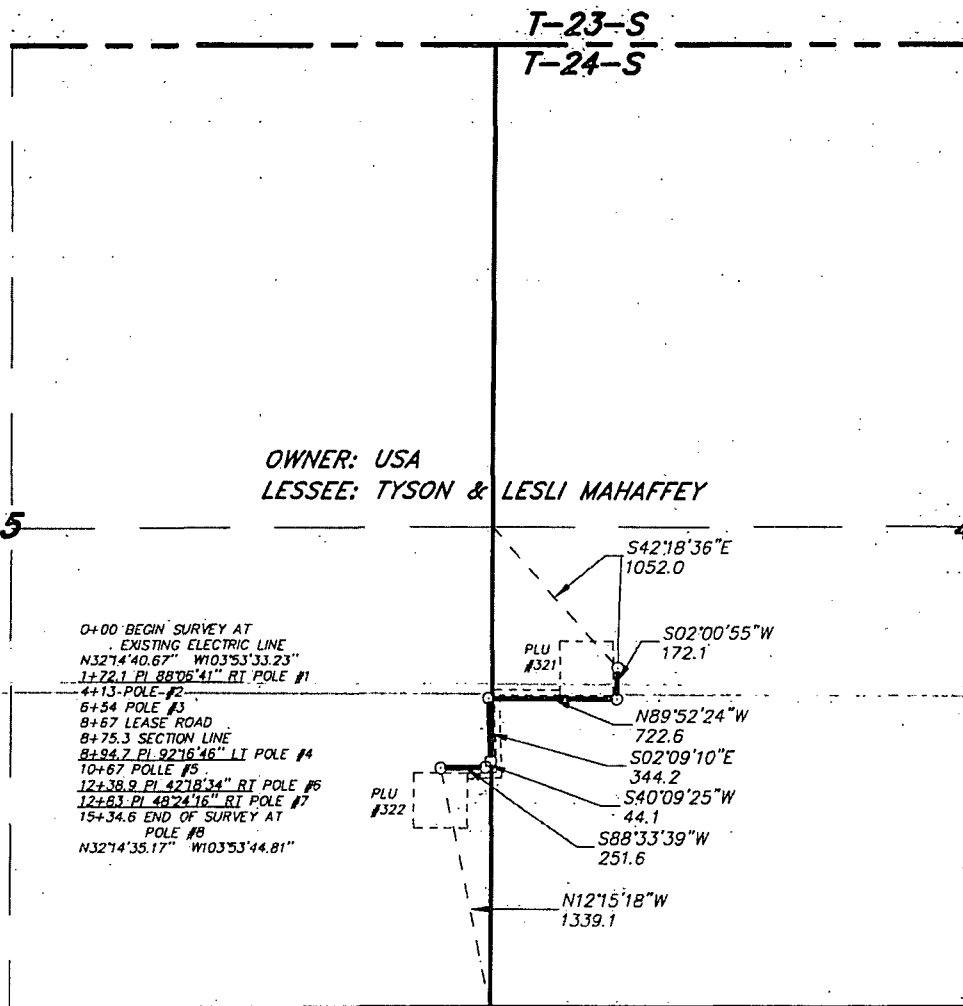 T-23-S
T-24-S
OWNER: USA
LESSEE: TYSON & LESLI MAHAFFEY
5
4
S42°18'36"E
1052.0
0+00 BEGIN SURVEY AT
EXISTING ELECTRIC LINE
N32°14'40.67" W103°53'33.23"
1+72.1 PI 88°06'41" RT POLE #1
4+13 POLE #2
6+54 POLE #3
8+67 LEASE ROAD
8+75.3 SECTION LINE
8+94.7 PI 92°16'46" LT POLE #4
10+67 POLLE #5
12+38.9 PI 42°18'34" RT POLE #6
12+83 PI 48°24'16" RT POLE #7
15+34.6 END OF SURVEY AT
POLE #8
N32°14'35.17" W103°53'44.81"
PLU
#321
S02°00'55"W
172.1
N89°52'24"W
722.6
S02°09'10"E
344.2
S40°09'25"W
44.1
PLU
#322
S88°33'39"W
251.6
N12°15'18"W
1339.1